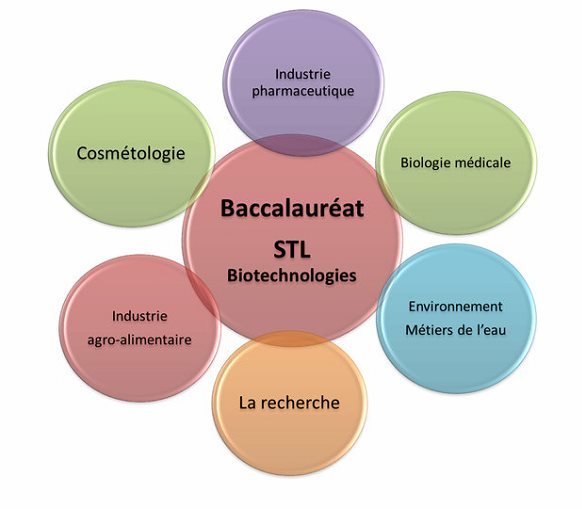 Industrie
pharmaceutique
Cosmétologie
Biologie médicale
Baccalauréat
STL
Biotechnologies
Environnement
Métiers de l’eau
Industrie
agro-alimentaire
La recherche